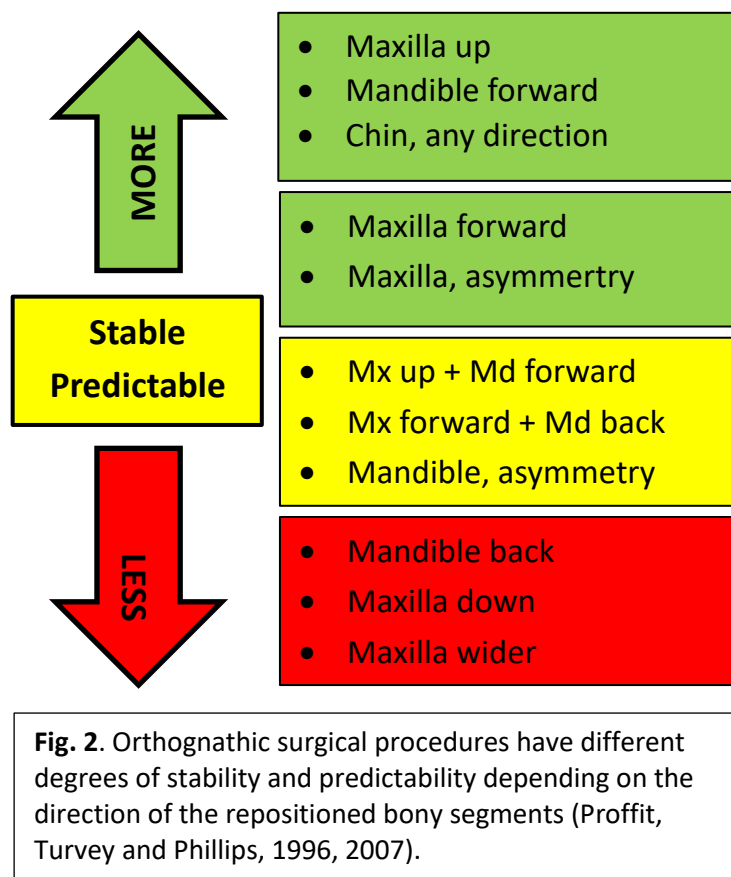 MORE
Stable
Predictable
LESS
• Maxilla up
• Mandible forward
• Chin, any direction
• Maxilla forward
• Maxilla, asymmertry
• Mx up + Md forward
• Mx forward + Md back
• Mandible, asymmetry
• Mandible back
• Maxilla down
• Maxilla wider
Fig. 2. Orthognathic surgical procedures have different
degrees of stability and predictability depending on the
direction of the repositioned bony segments (Proffit,
Turvey and Phillips, 1996, 2007).